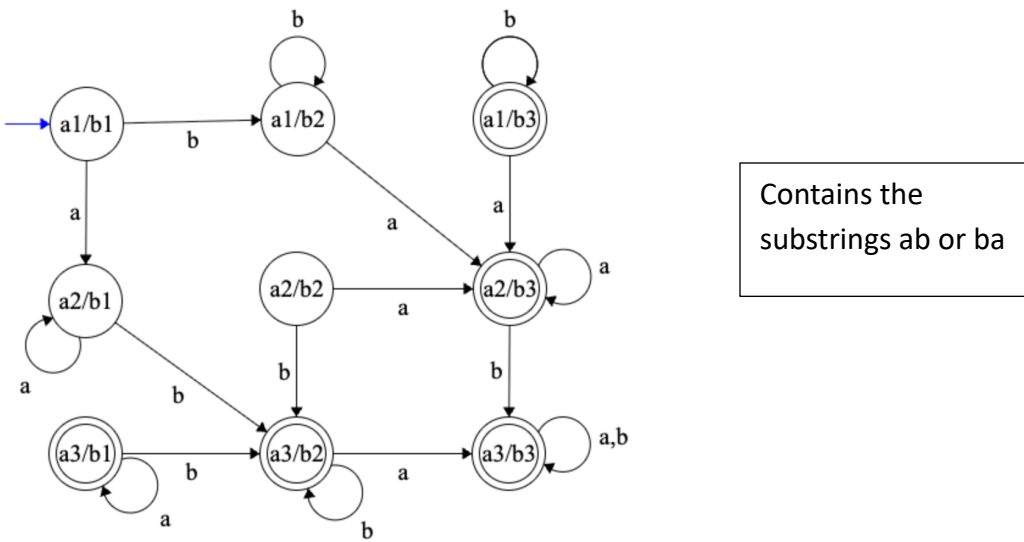 b
b
a1/b1
a1/b2
a1/b3
b
a
a
a
a2/b1
a2/b2
a2/b3
a
a
a
b
b
b
a3/b1
a3/b2
a3/b3
a,b
b
a
a
b
Contains the
substrings ab or ba